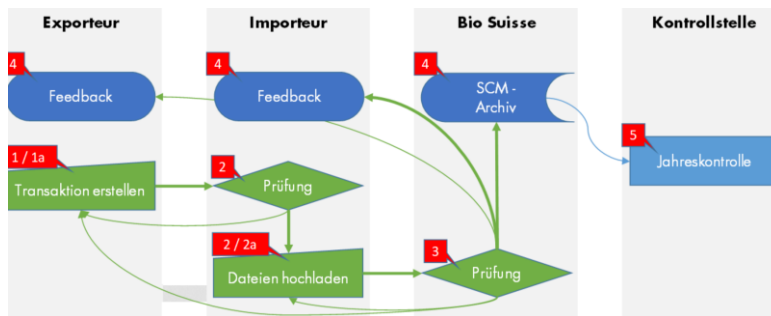 Exporteur
Importeur
Bio Suisse
Kontrollstelle
4
Feedback
4
Feedback
4
SCM -
Archiv
5
Jahreskontrolle
1 / 1a
Transaktion erstellen
2
Prüfung
2 / 2a
Dateien hochladen
3
Prüfung